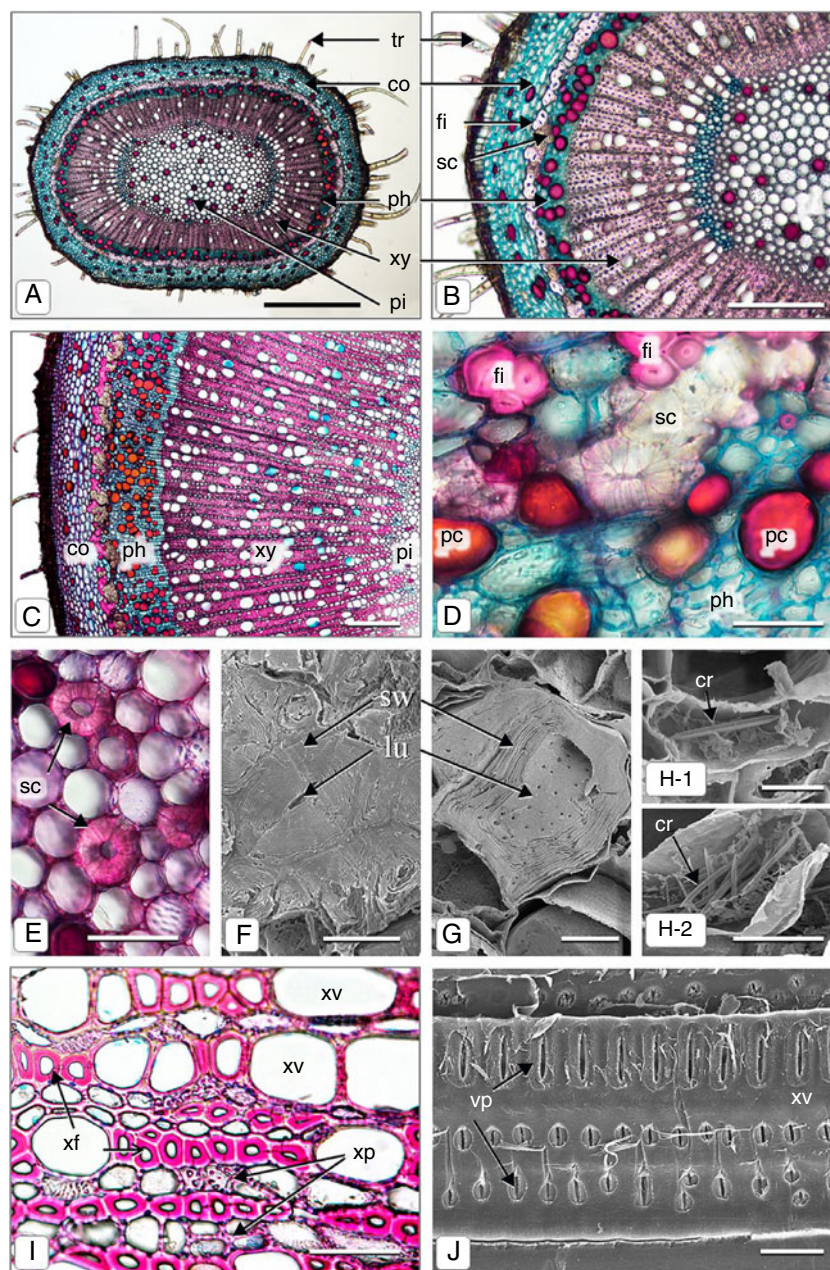 tr
co
fi
sc
ph
xy
pi
A
B
fi
fi
sc
pc
pc
co
ph
xy
pi
ph
C
D
sw
cr
lu
H-1
sc
cr
E
F
G
H-2
xv
xv
vp
xv
xf
xp
I
J